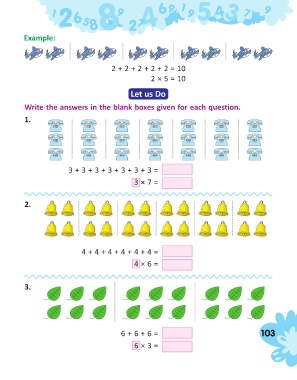 Example:
2 + 2 + 2 + 2 + 2 = 10
2 × 5 = 10
Let us Do
Write the answers in the blank boxes given for each question.
1.
3 + 3 + 3 + 3 + 3 + 3 + 3 =
3 × 7 =
2.
4 + 4 + 4 + 4 + 4 + 4 =
4 × 6 =
3.
6 + 6 + 6 =
6 × 3 =
103